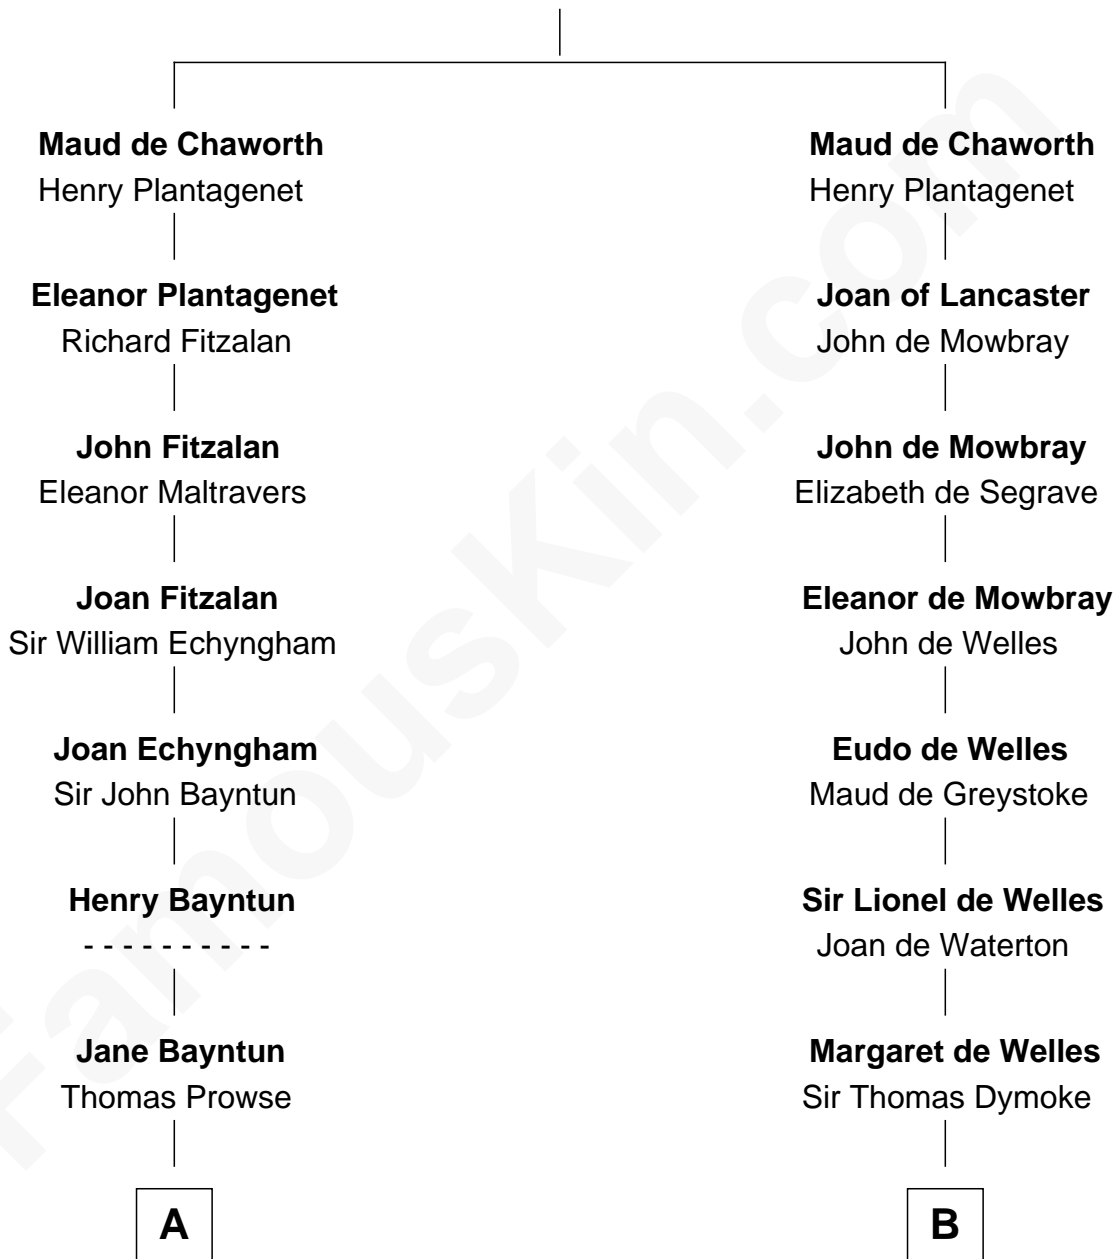 Maud de Chaworth
Henry Plantagenet
Eleanor Plantagenet
Richard Fitzalan
John Fitzalan
Eleanor Maltravers
Joan Fitzalan
Sir William Echyngham
Joan Echyngham
Sir John Bayntun
Henry Bayntun
- - - - - - - - - -
Jane Bayntun
Thomas Prowse
A
Maud de Chaworth
Henry Plantagenet
Joan of Lancaster
John de Mowbray
John de Mowbray
Elizabeth de Segrave
Eleanor de Mowbray
John de Welles
Eudo de Welles
Maud de Greystoke
Sir Lionel de Welles
Joan de Waterton
Margaret de Welles
Sir Thomas Dymoke
B
FamousKin.com